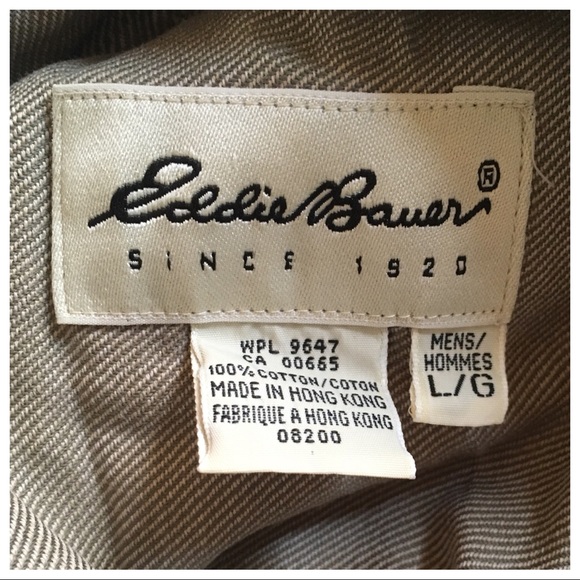 Eddie Bauer®
SINCE 1920
WPL 9647
CA 00665
100% COTTON/COTON
MADE IN HONG KONG
FABRIQUE A HONG KONG
08200
MENS/
HOMMES
L/G